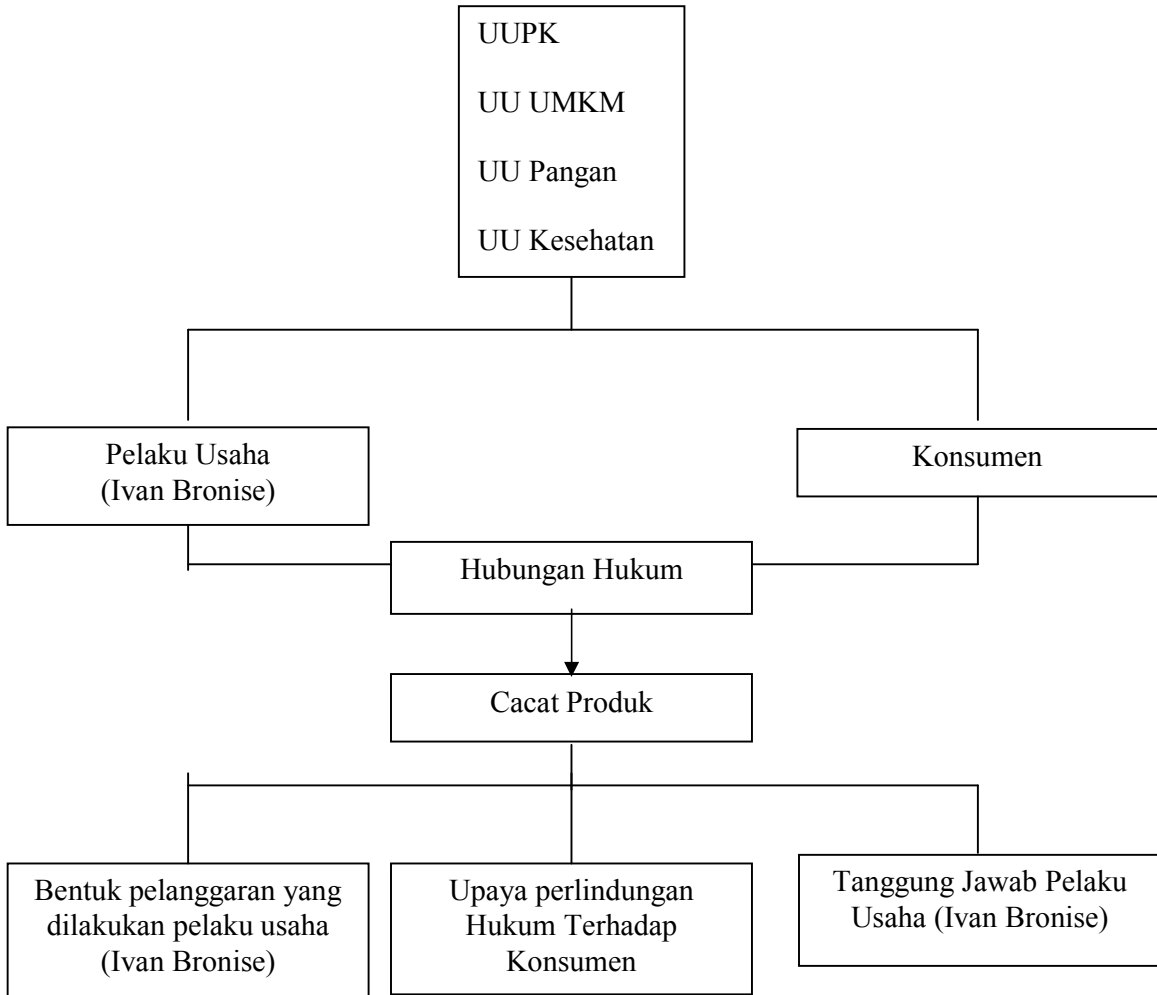 UUPK
UU UMKM
UU Pangan
UU Kesehatan
Pelaku Usaha
(Ivan Bronise)
Konsumen
Hubungan Hukum
Cacat Produk
Bentuk pelanggaran yang
dilakukan pelaku usaha
(Ivan Bronise)
Upaya perlindungan
Hukum Terhadap
Konsumen
Tanggung Jawab Pelaku
Usaha (Ivan Bronise)